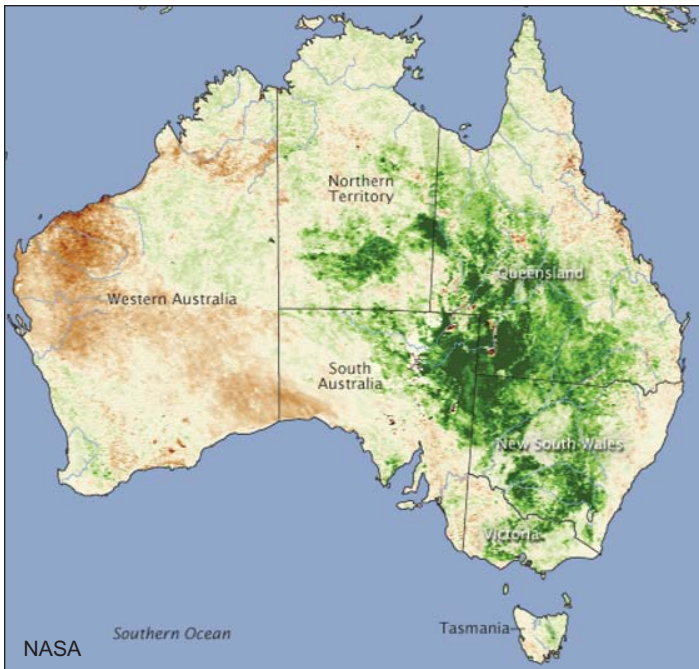 Northern
Territory
Queensland
Western Australia
South
Australia
New South Wales
Victoria
Tasmania
Southern Ocean
NASA